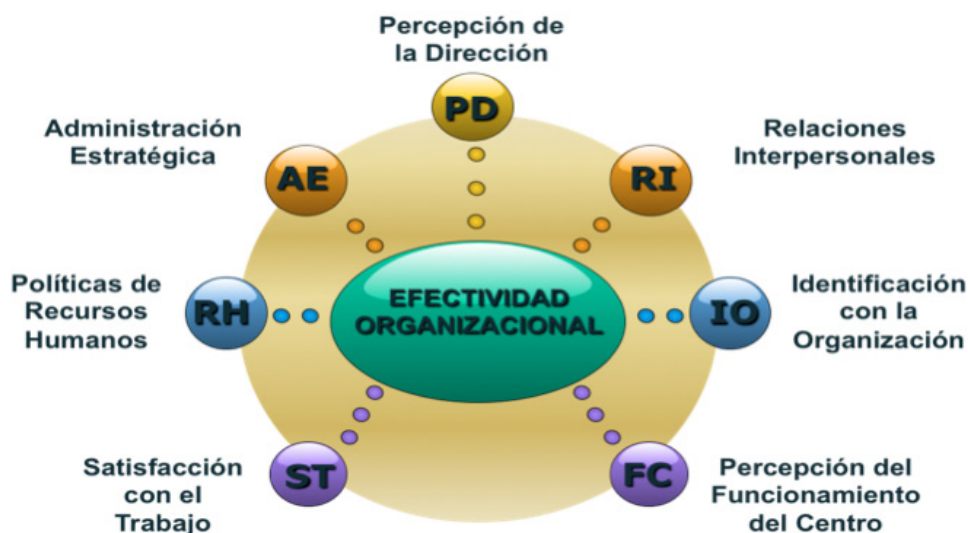 Percepción de
la Dirección
PD
Administración
Estratégica
AE
Relaciones
Interpersonales
RI
Políticas de
Recursos
Humanos
RH
EFECTIVIDAD
ORGANIZACIONAL
IO
Identificación
con la
Organización
Satisfacción
con el
Trabajo
ST
FC
Percepción del
Funcionamiento
del Centro